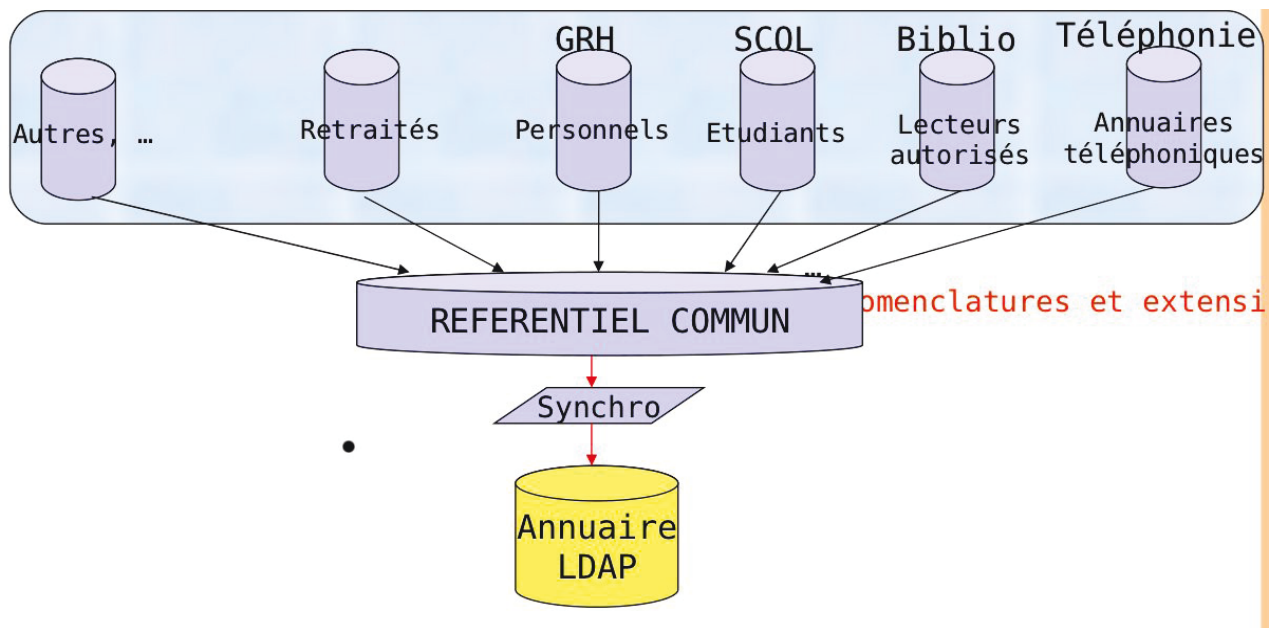 GRH
SCOL
Biblio
Téléphonie
Autres, …
Retraités
Personnels
Etudiants
Lecteurs
autorisés
Annuaires
téléphoniques
…
omenclatures et extensi
REFERENTIEL COMMUN
Synchro
Annuaire
LDAP